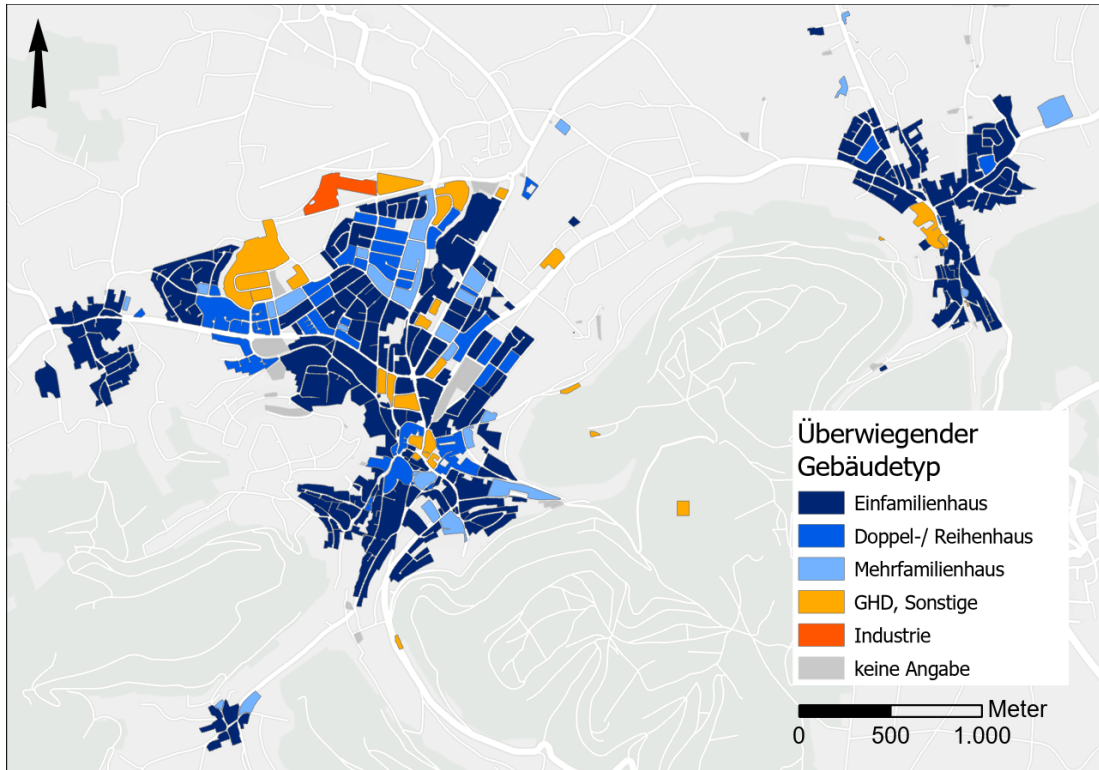 Überwiegender
Gebäudetyp
Einfamilienhaus
Doppel-/ Reihenhaus
Mehrfamilienhaus
GHD, Sonstige
Industrie
keine Angabe
Meter
0 500 1.000